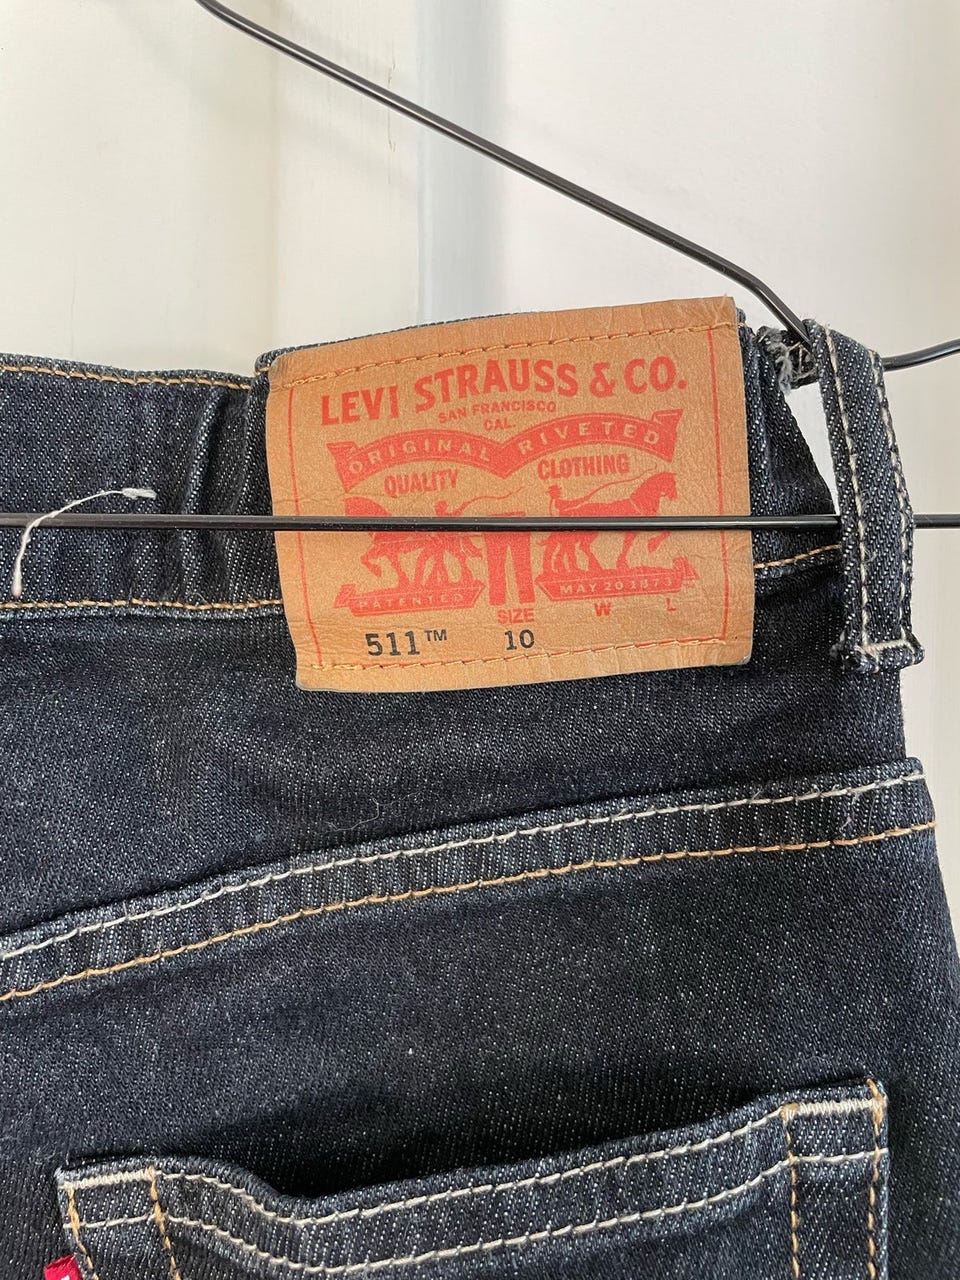 LEVI STRAUSS & CO.
SAN FRANCISCO
CAL.
ORIGINAL RIVETED
QUALITY CLOTHING
PATENTED MAY 20 1873
SIZE W L
511™ 10